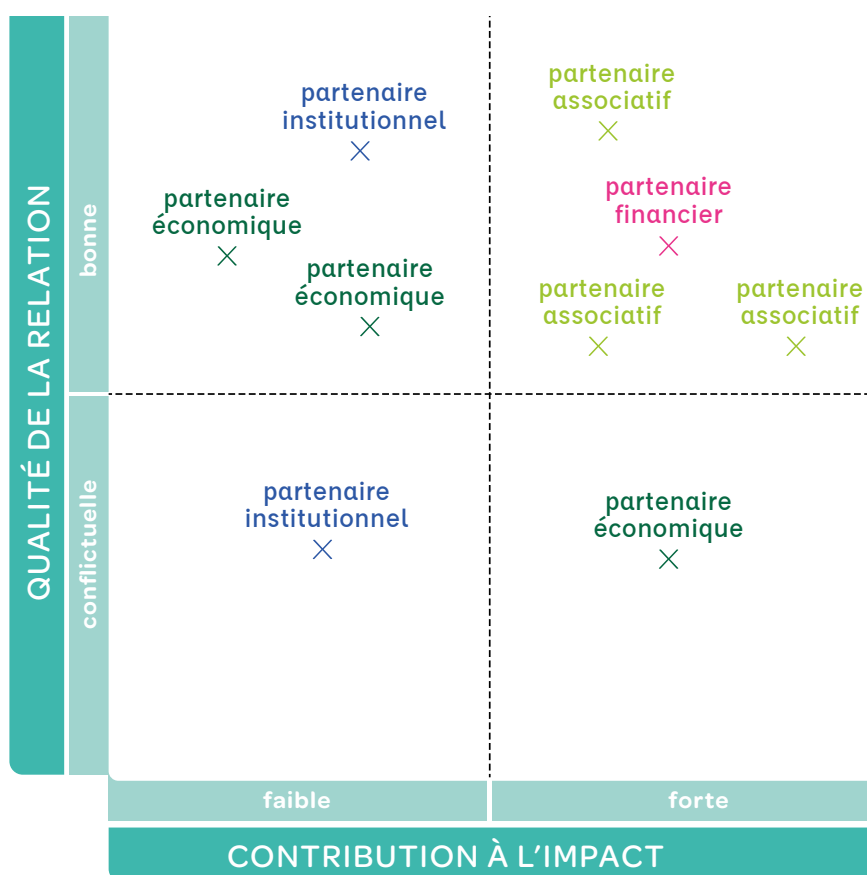 QUALITÉ DE LA RELATION
bonne
conflictuelle
partenaire
institutionnel
partenaire
associatif
partenaire
économique
partenaire
financier
partenaire
économique
partenaire
associatif
partenaire
associatif
partenaire
institutionnel
partenaire
économique
faible
forte
CONTRIBUTION À L'IMPACT